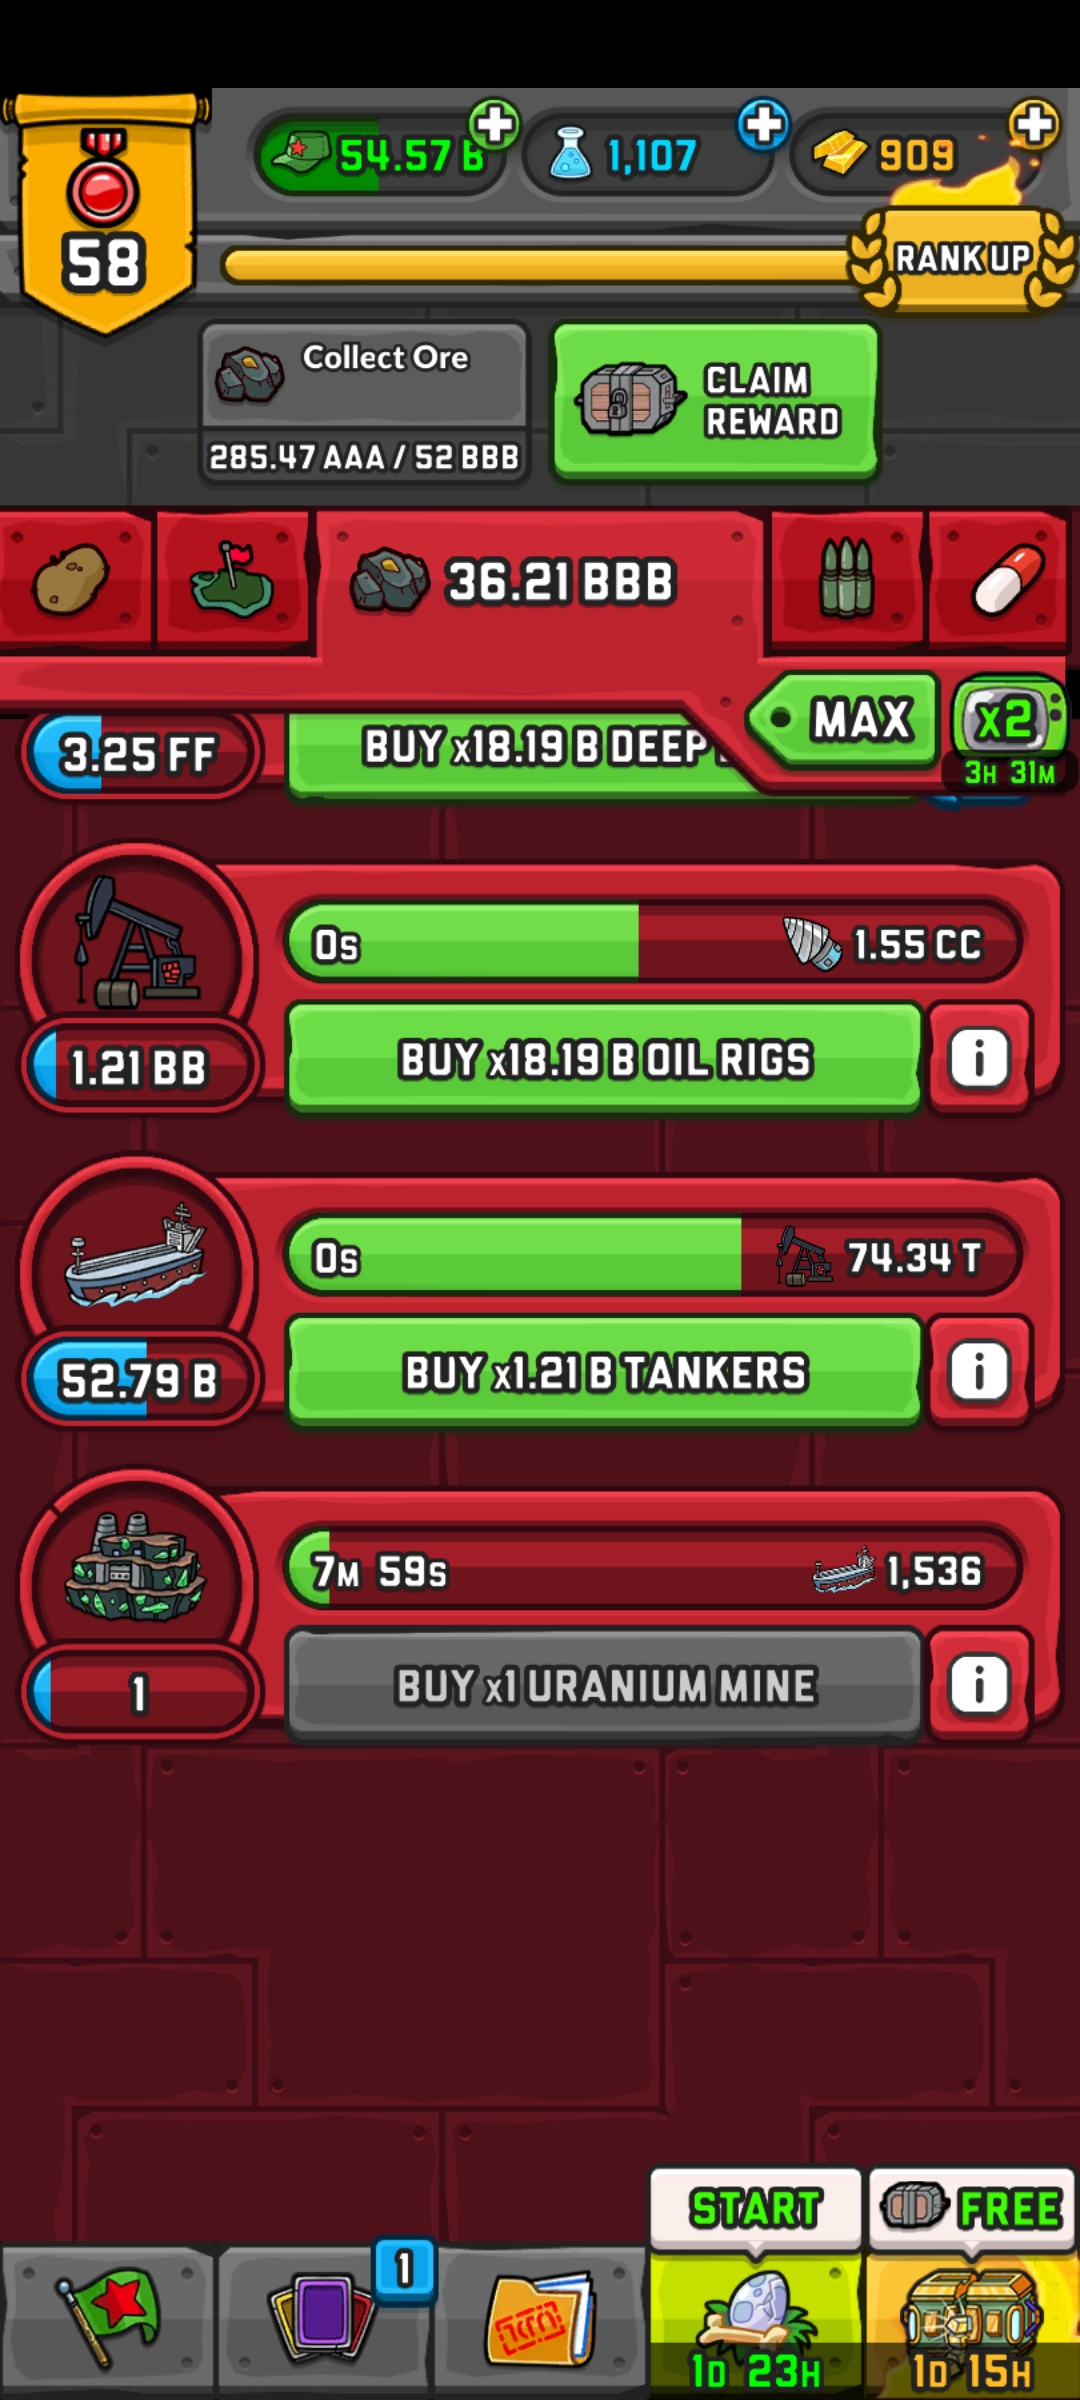 58
54.57 B
1,107
909
RANK UP
Collect Ore
285.47 AAA / 52 BBB
CLAIM
REWARD
36.21 BBB
MAX
x2
3H 31M
3.25 FF
BUY x18.19 B DEEP
0s
1.55 CC
1.21 BB
BUY x18.19 B OIL RIGS
i
0s
74.34 T
52.79 B
BUY x1.21 B TANKERS
i
7M 59s
1,536
1
BUY x1 URANIUM MINE
i
START
FREE
1
1D 23H
1D 15H